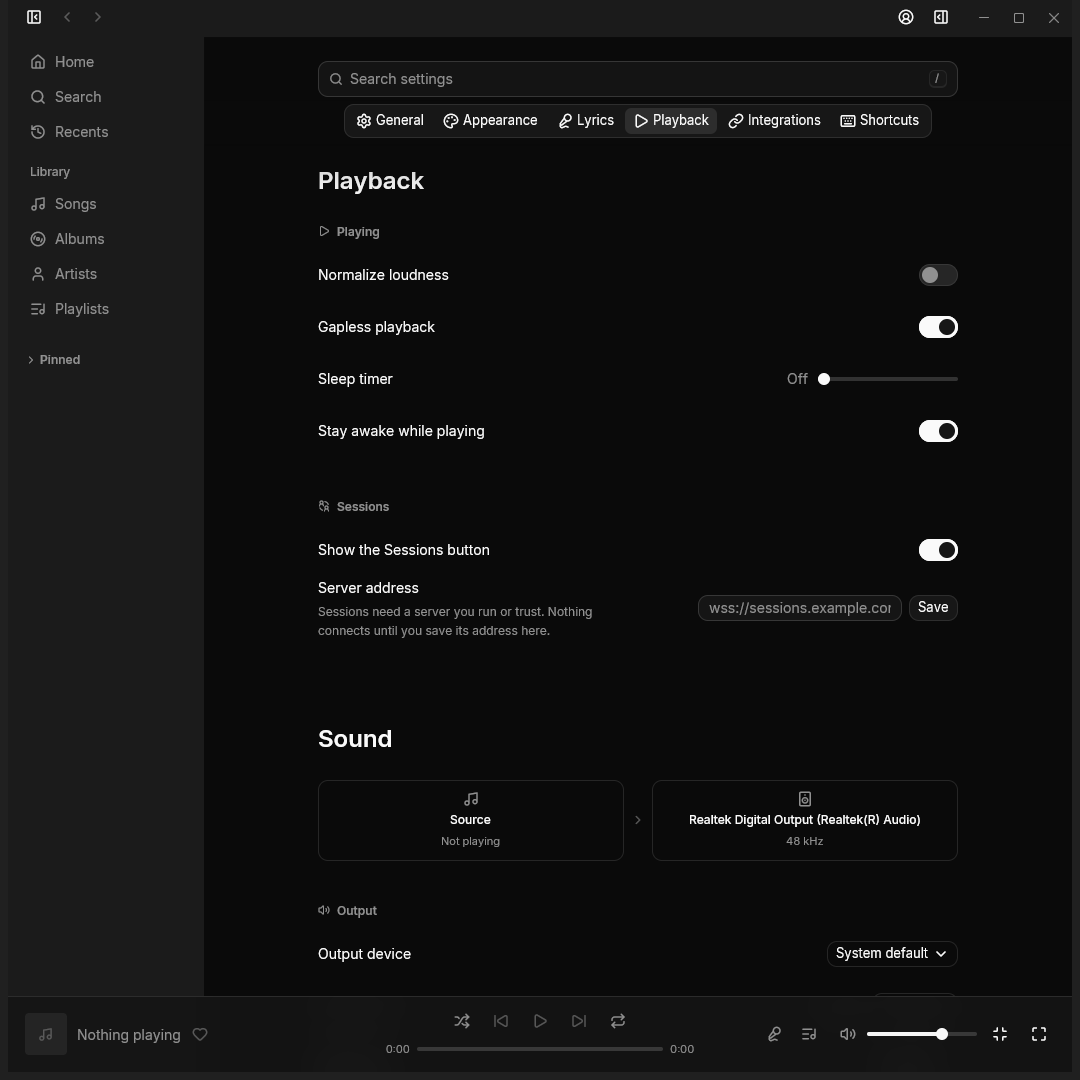 Home
Search
Recents
Library
Songs
Albums
Artists
Playlists
Pinned
Search settings /
General Appearance Lyrics Playback Integrations Shortcuts
Playback
Playing
Normalize loudness
Gapless playback
Sleep timer Off
Stay awake while playing
Sessions
Show the Sessions button
Server address
Sessions need a server you run or trust. Nothing
connects until you save its address here.
wss://sessions.example.cor Save
Sound
Source
Not playing
Realtek Digital Output (Realtek(R) Audio)
48 kHz
Output
Output device System default
Nothing playing
0:00 0:00